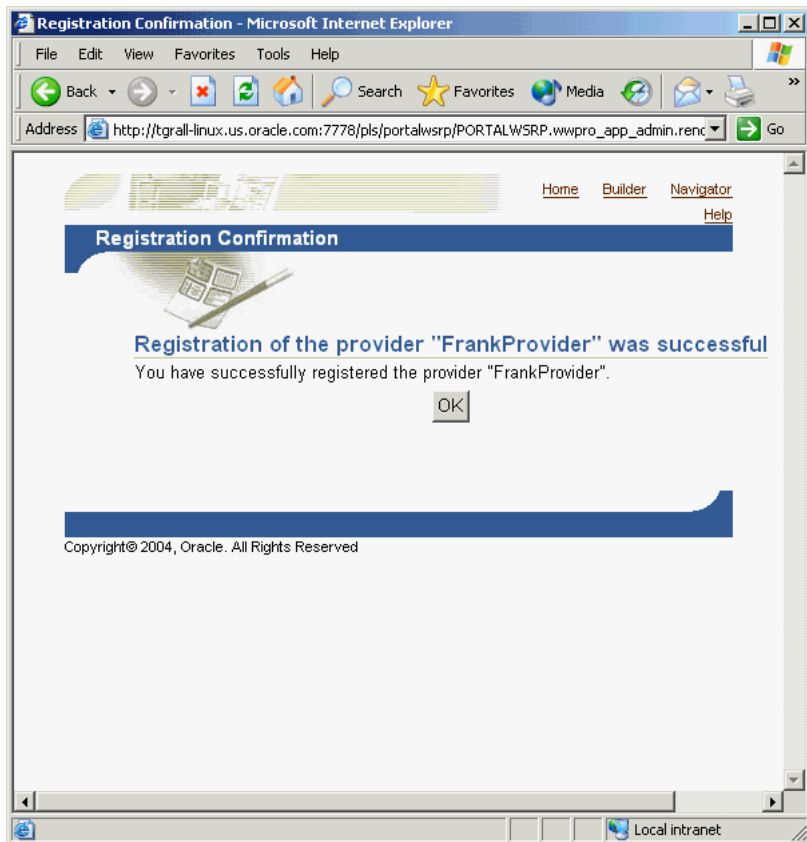 Registration Confirmation - Microsoft Internet Explorer
File Edit View Favorites Tools Help
Back Search Favorites Media »
Address http://tgrall-linux.us.oracle.com:7778/pls/portalwsrp/PORTALWSRP.wwpro_app_admin.renc Go
Home Builder Navigator
Help
Registration Confirmation
Registration of the provider "FrankProvider" was successful
You have successfully registered the provider "FrankProvider".
OK
Copyright© 2004, Oracle. All Rights Reserved
Local intranet